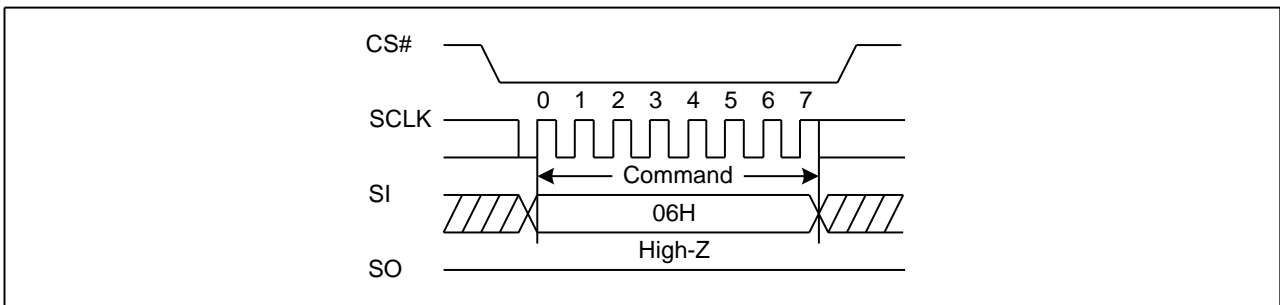 CS#
0 1 2 3 4 5 6 7
SCLK
Command
SI
06H
High-Z
SO